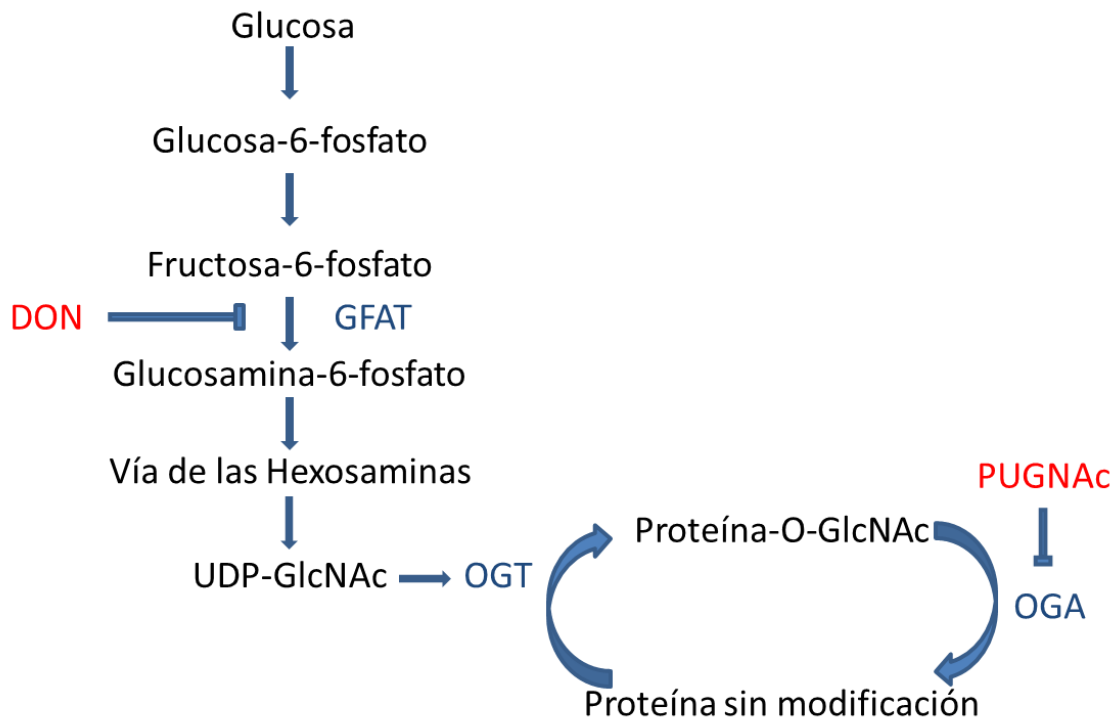 Glucosa
Glucosa-6-fosfato
Fructosa-6-fosfato
DON
GFAT
Glucosamina-6-fosfato
Vía de las Hexosaminas
UDP-GlcNAc
OGT
Proteína-O-GlcNAc
PUGNAc
OGA
Proteína sin modificación